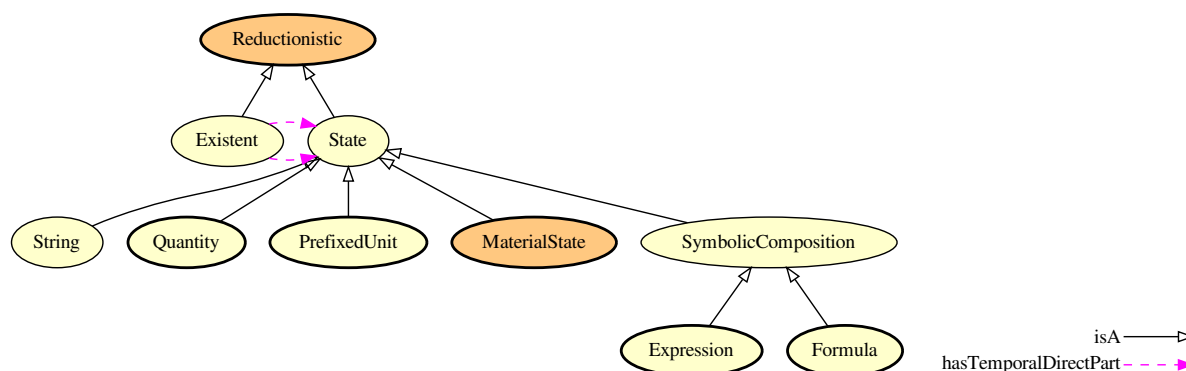 Reductionistic
Existent
State
String
Quantity
PrefixedUnit
MaterialState
SymbolicComposition
Expression
Formula
isA
hasTemporalDirectPart